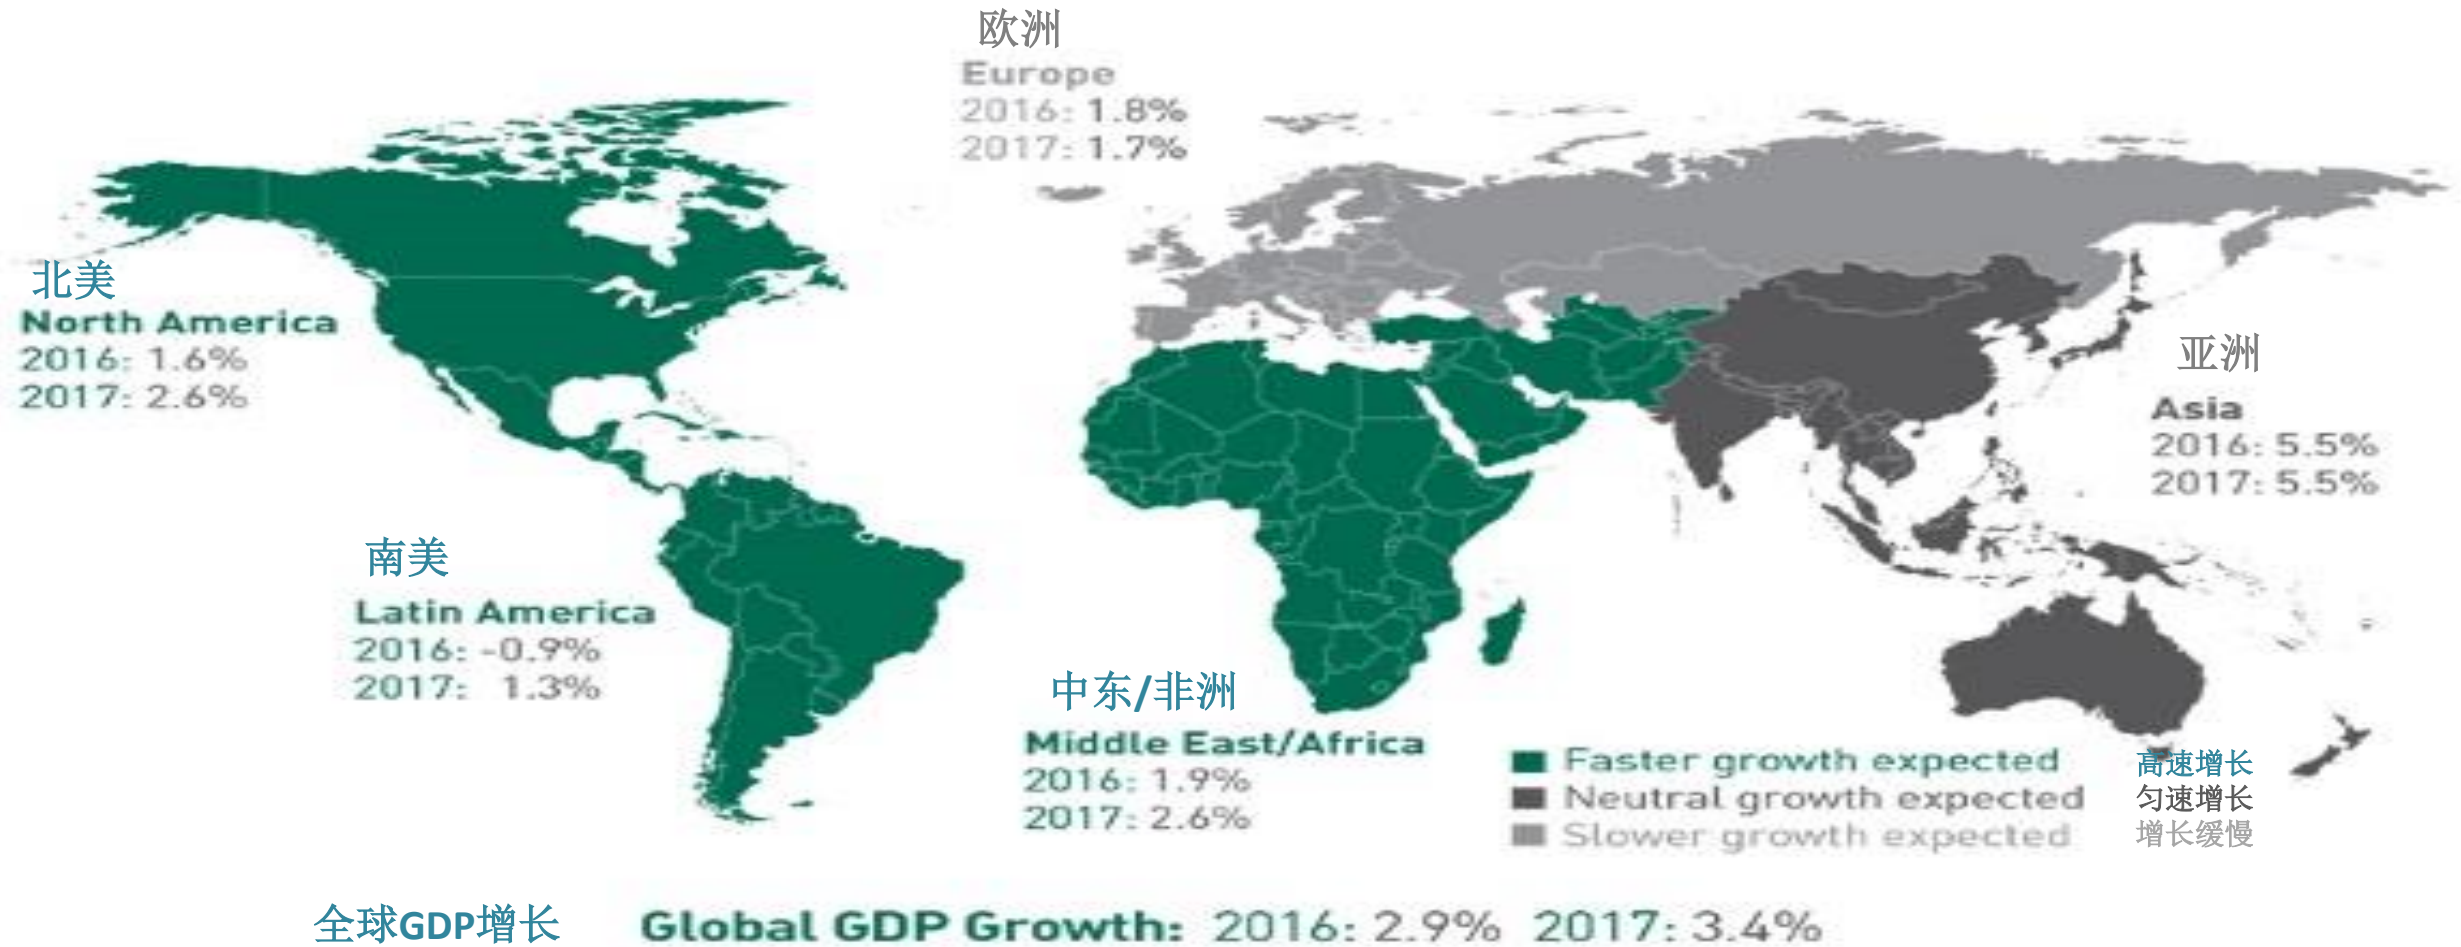 欧洲
Europe
2016: 1.8%
2017: 1.7%
北美
North America
2016: 1.6%
2017: 2.6%
亚洲
Asia
2016: 5.5%
2017: 5.5%
南美
Latin America
2016: -0.9%
2017: 1.3%
中东/非洲
Middle East/Africa
2016: 1.9%
2017: 2.6%
Faster growth expected 高速增长
Neutral growth expected 匀速增长
Slower growth expected 增长缓慢
全球GDP增长 Global GDP Growth: 2016: 2.9% 2017: 3.4%